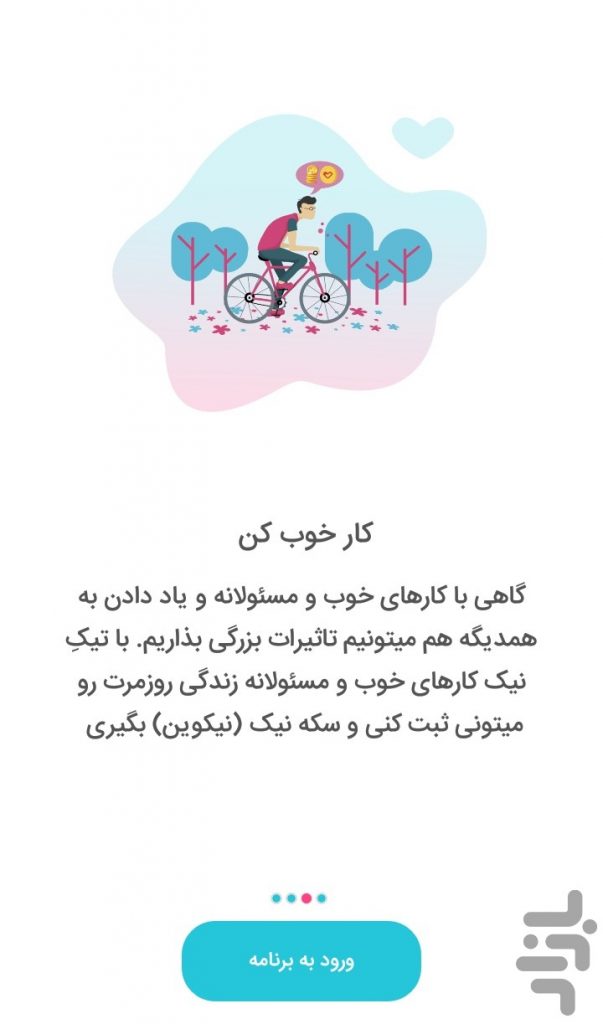 کار خوب کن
گاهی با کارهای خوب و مسئولانه و یاد دادن به
همدیگه هم میتونیم تاثیرات بزرگی بذاریم. با تیکِ
نیک کارهای خوب و مسئولانه زندگی روزمرت رو
میتونی ثبت کنی و سکه نیک (نیکوین) بگیری
ورود به برنامه
بازار